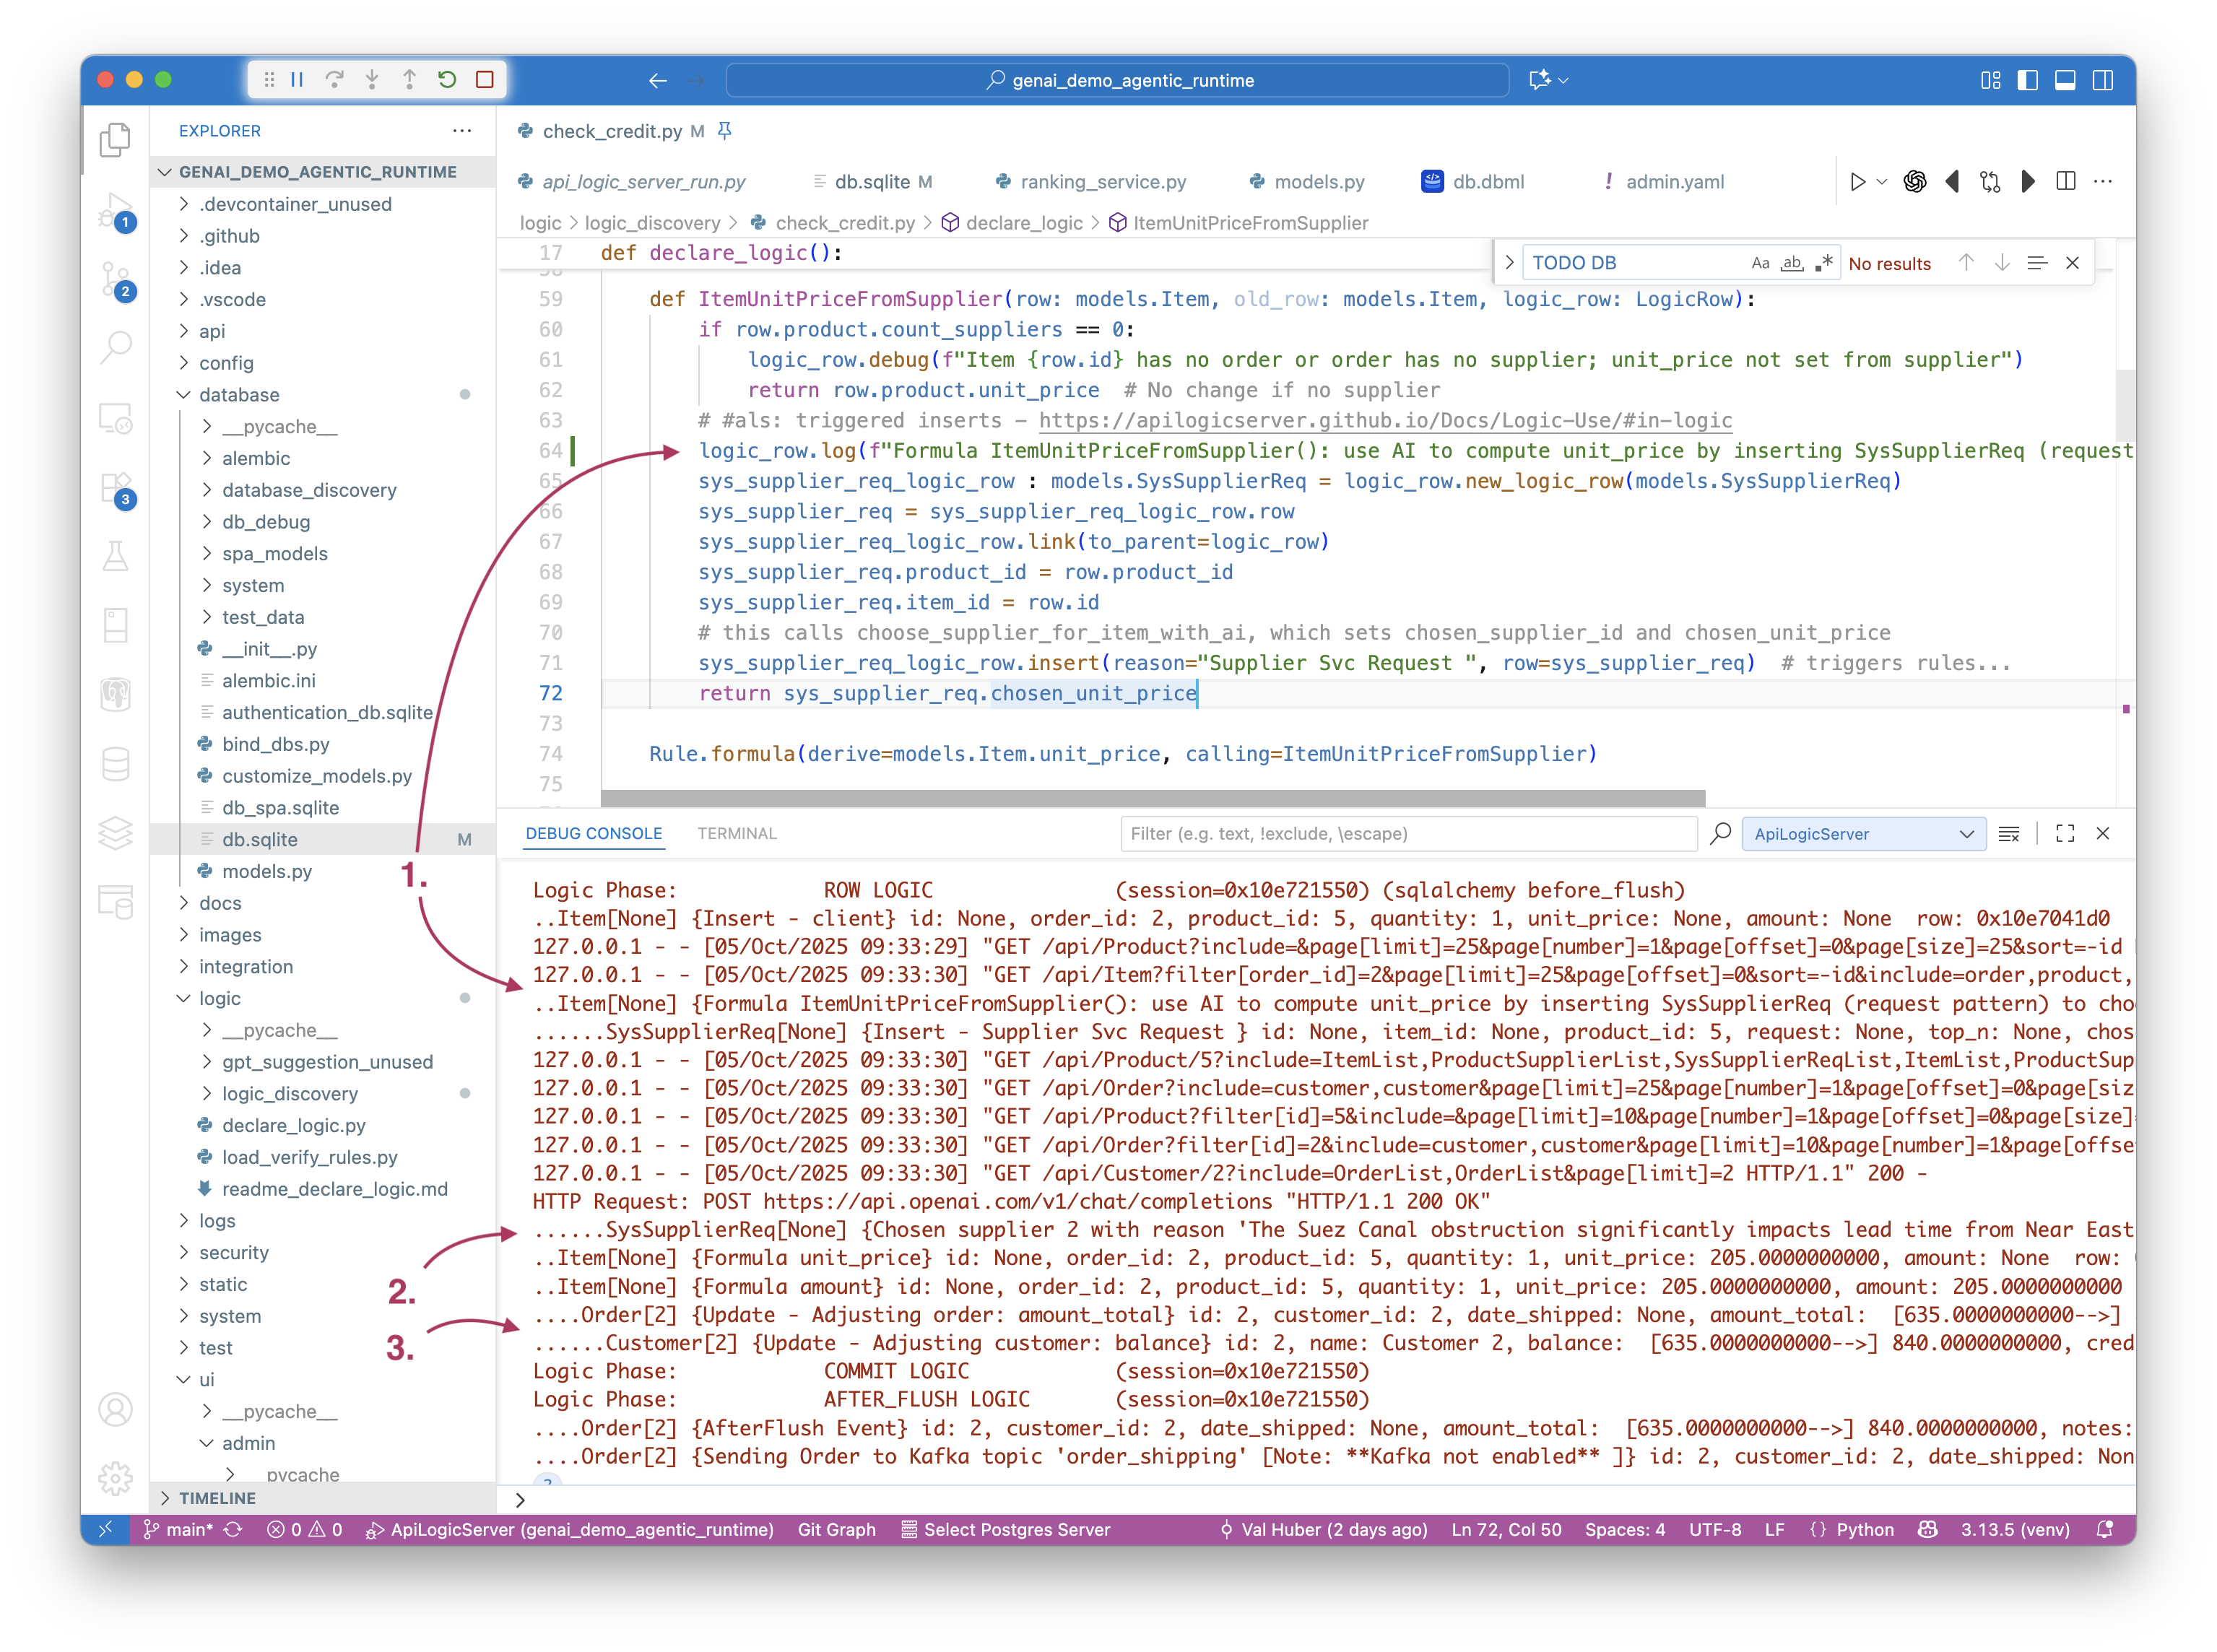 genai_demo_agentic_runtime
EXPLORER
GENAI_DEMO_AGENTIC_RUNTIME
.devcontainer_unused
.github
.idea
.vscode
api
config
database
__pycache__
alembic
database_discovery
db_debug
spa_models
system
test_data
__init__.py
alembic.ini
authentication_db.sqlite
bind_dbs.py
customize_models.py
db_spa.sqlite
db.sqlite M
models.py
docs
images
integration
logic
__pycache__
gpt_suggestion_unused
logic_discovery
declare_logic.py
load_verify_rules.py
readme_declare_logic.md
logs
security
static
system
test
ui
__pycache__
admin
pycache
TIMELINE
1
2
3
check_credit.py M
api_logic_server_run.py db.sqlite M ranking_service.py models.py db.dbml ! admin.yaml
logic > logic_discovery > check_credit.py > declare_logic > ItemUnitPriceFromSupplier
TODO DB Aa ab .* No results
17 def declare_logic():
59 def ItemUnitPriceFromSupplier(row: models.Item, old_row: models.Item, logic_row: LogicRow):
60 if row.product.count_suppliers == 0:
61 logic_row.debug(f"Item {row.id} has no order or order has no supplier; unit_price not set from supplier")
62 return row.product.unit_price # No change if no supplier
63 # #als: triggered inserts – https://apilogicserver.github.io/Docs/Logic-Use/#in-logic
64 logic_row.log(f"Formula ItemUnitPriceFromSupplier(): use AI to compute unit_price by inserting SysSupplierReq (request
65 sys_supplier_req_logic_row : models.SysSupplierReq = logic_row.new_logic_row(models.SysSupplierReq)
66 sys_supplier_req = sys_supplier_req_logic_row.row
67 sys_supplier_req_logic_row.link(to_parent=logic_row)
68 sys_supplier_req.product_id = row.product_id
69 sys_supplier_req.item_id = row.id
70 # this calls choose_supplier_for_item_with_ai, which sets chosen_supplier_id and chosen_unit_price
71 sys_supplier_req_logic_row.insert(reason="Supplier Svc Request ", row=sys_supplier_req) # triggers rules...
72 return sys_supplier_req.chosen_unit_price
73
74 Rule.formula(derive=models.Item.unit_price, calling=ItemUnitPriceFromSupplier)
75
DEBUG CONSOLE TERMINAL Filter (e.g. text, !exclude, \escape) ApiLogicServer
Logic Phase: ROW LOGIC (session=0x10e721550) (sqlalchemy before_flush)
..Item[None] {Insert - client} id: None, order_id: 2, product_id: 5, quantity: 1, unit_price: None, amount: None row: 0x10e7041d0
127.0.0.1 - - [05/Oct/2025 09:33:29] "GET /api/Product?include=&page[limit]=25&page[number]=1&page[offset]=0&page[size]=25&sort=-id
127.0.0.1 - - [05/Oct/2025 09:33:30] "GET /api/Item?filter[order_id]=2&page[limit]=25&page[offset]=0&sort=-id&include=order,product,
..Item[None] {Formula ItemUnitPriceFromSupplier(): use AI to compute unit_price by inserting SysSupplierReq (request pattern) to cho
......SysSupplierReq[None] {Insert - Supplier Svc Request } id: None, item_id: None, product_id: 5, request: None, top_n: None, chos
127.0.0.1 - - [05/Oct/2025 09:33:30] "GET /api/Product/5?include=ItemList,ProductSupplierList,SysSupplierReqList,ItemList,ProductSup
127.0.0.1 - - [05/Oct/2025 09:33:30] "GET /api/Order?include=customer,customer&page[limit]=25&page[number]=1&page[offset]=0&page[siz
127.0.0.1 - - [05/Oct/2025 09:33:30] "GET /api/Product?filter[id]=5&include=&page[limit]=10&page[number]=1&page[offset]=0&page[size]=
127.0.0.1 - - [05/Oct/2025 09:33:30] "GET /api/Order?filter[id]=2&include=customer,customer&page[limit]=10&page[number]=1&page[offse
127.0.0.1 - - [05/Oct/2025 09:33:30] "GET /api/Customer/2?include=OrderList,OrderList&page[limit]=2 HTTP/1.1" 200 -
HTTP Request: POST https://api.openai.com/v1/chat/completions "HTTP/1.1 200 OK"
......SysSupplierReq[None] {Chosen supplier 2 with reason 'The Suez Canal obstruction significantly impacts lead time from Near East
..Item[None] {Formula unit_price} id: None, order_id: 2, product_id: 5, quantity: 1, unit_price: 205.0000000000, amount: None row:
..Item[None] {Formula amount} id: None, order_id: 2, product_id: 5, quantity: 1, unit_price: 205.0000000000, amount: 205.0000000000
....Order[2] {Update - Adjusting order: amount_total} id: 2, customer_id: 2, date_shipped: None, amount_total: [635.0000000000-->]
......Customer[2] {Update - Adjusting customer: balance} id: 2, name: Customer 2, balance: [635.0000000000-->] 840.0000000000, cred
Logic Phase: COMMIT LOGIC (session=0x10e721550)
Logic Phase: AFTER_FLUSH LOGIC (session=0x10e721550)
....Order[2] {AfterFlush Event} id: 2, customer_id: 2, date_shipped: None, amount_total: [635.0000000000-->] 840.0000000000, notes:
....Order[2] {Sending Order to Kafka topic 'order_shipping' [Note: **Kafka not enabled** ]} id: 2, customer_id: 2, date_shipped: Non
1.
2.
3.
main* 0 0 ApiLogicServer (genai_demo_agentic_runtime) Git Graph Select Postgres Server Val Huber (2 days ago) Ln 72, Col 50 Spaces: 4 UTF-8 LF {} Python 3.13.5 (venv)